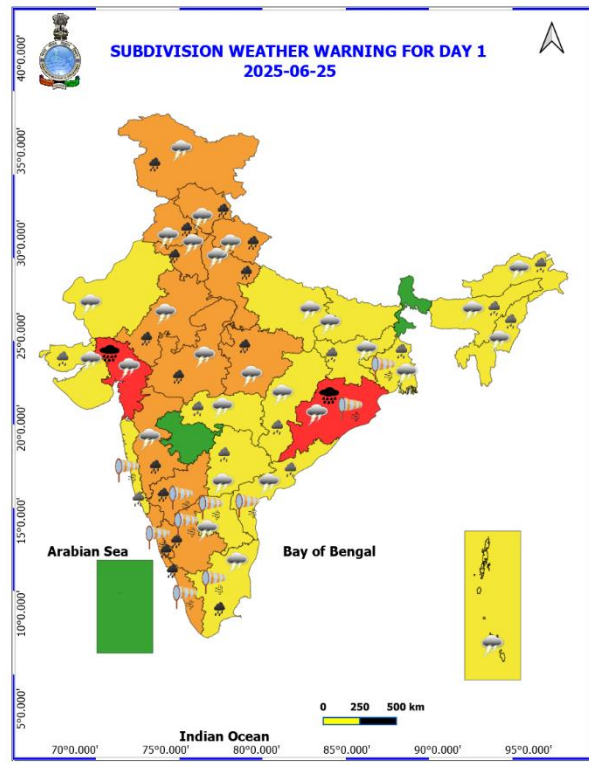 SUBDIVISION WEATHER WARNING FOR DAY 1
2025-06-25
40°0.000'
35°0.000'
30°0.000'
25°0.000'
20°0.000'
15°0.000'
10°0.000'
5°0.000'
Arabian Sea
Bay of Bengal
0 250 500 km
Indian Ocean
70°0.000' 75°0.000' 80°0.000' 85°0.000' 90°0.000' 95°0.000'